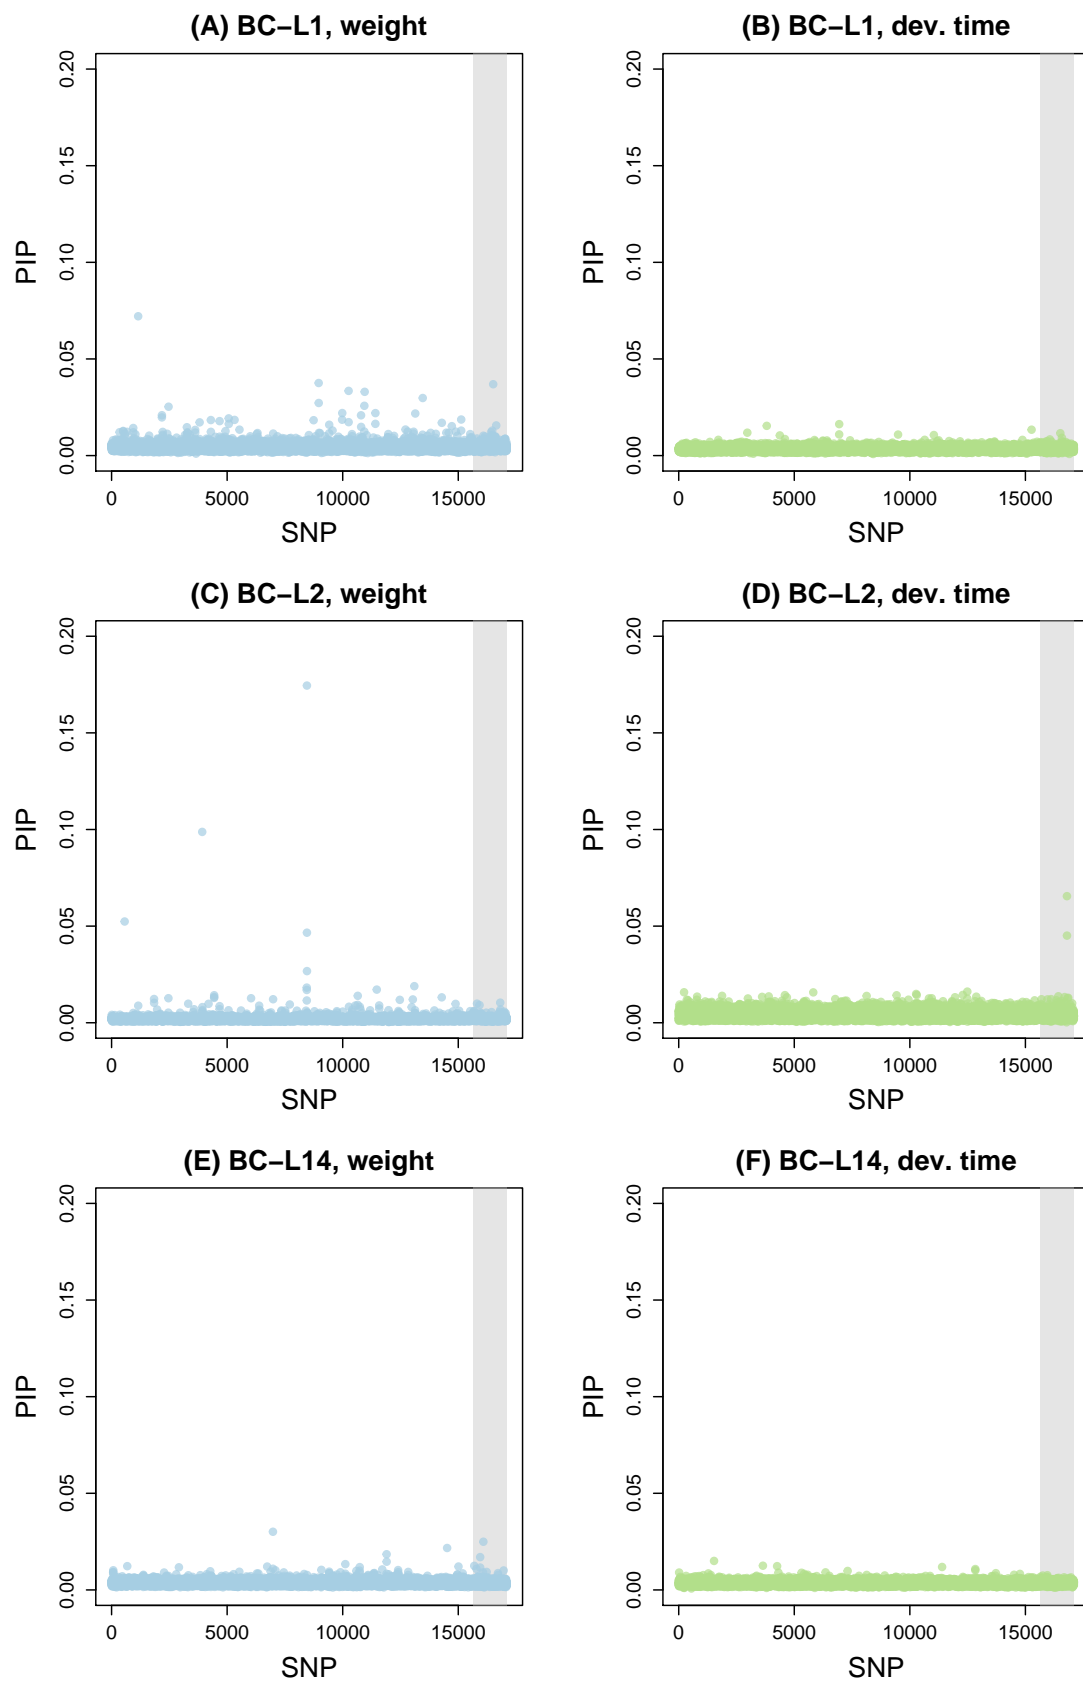 (A) BC−L1, weight
0.20
0.15
0.10
0.05
0.00
PIP
0 5000 10000 15000
SNP
(B) BC−L1, dev. time
0.20
0.15
0.10
0.05
0.00
PIP
0 5000 10000 15000
SNP
(C) BC−L2, weight
0.20
0.15
0.10
0.05
0.00
PIP
0 5000 10000 15000
SNP
(D) BC−L2, dev. time
0.20
0.15
0.10
0.05
0.00
PIP
0 5000 10000 15000
SNP
(E) BC−L14, weight
0.20
0.15
0.10
0.05
0.00
PIP
0 5000 10000 15000
SNP
(F) BC−L14, dev. time
0.20
0.15
0.10
0.05
0.00
PIP
0 5000 10000 15000
SNP